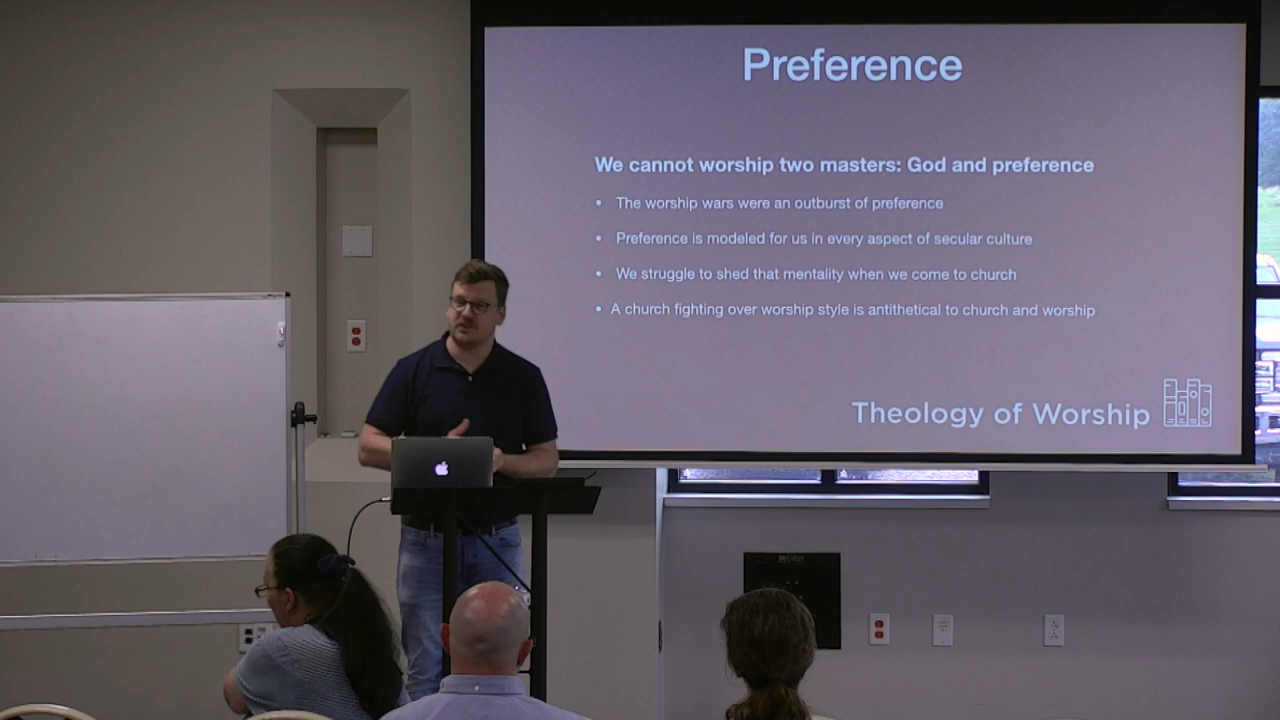 Preference
We cannot worship two masters: God and preference
• The worship wars were an outburst of preference
• Preference is modeled for us in every aspect of secular culture
• We struggle to shed that mentality when we come to church
• A church fighting over worship style is antithetical to church and worship
Theology of Worship